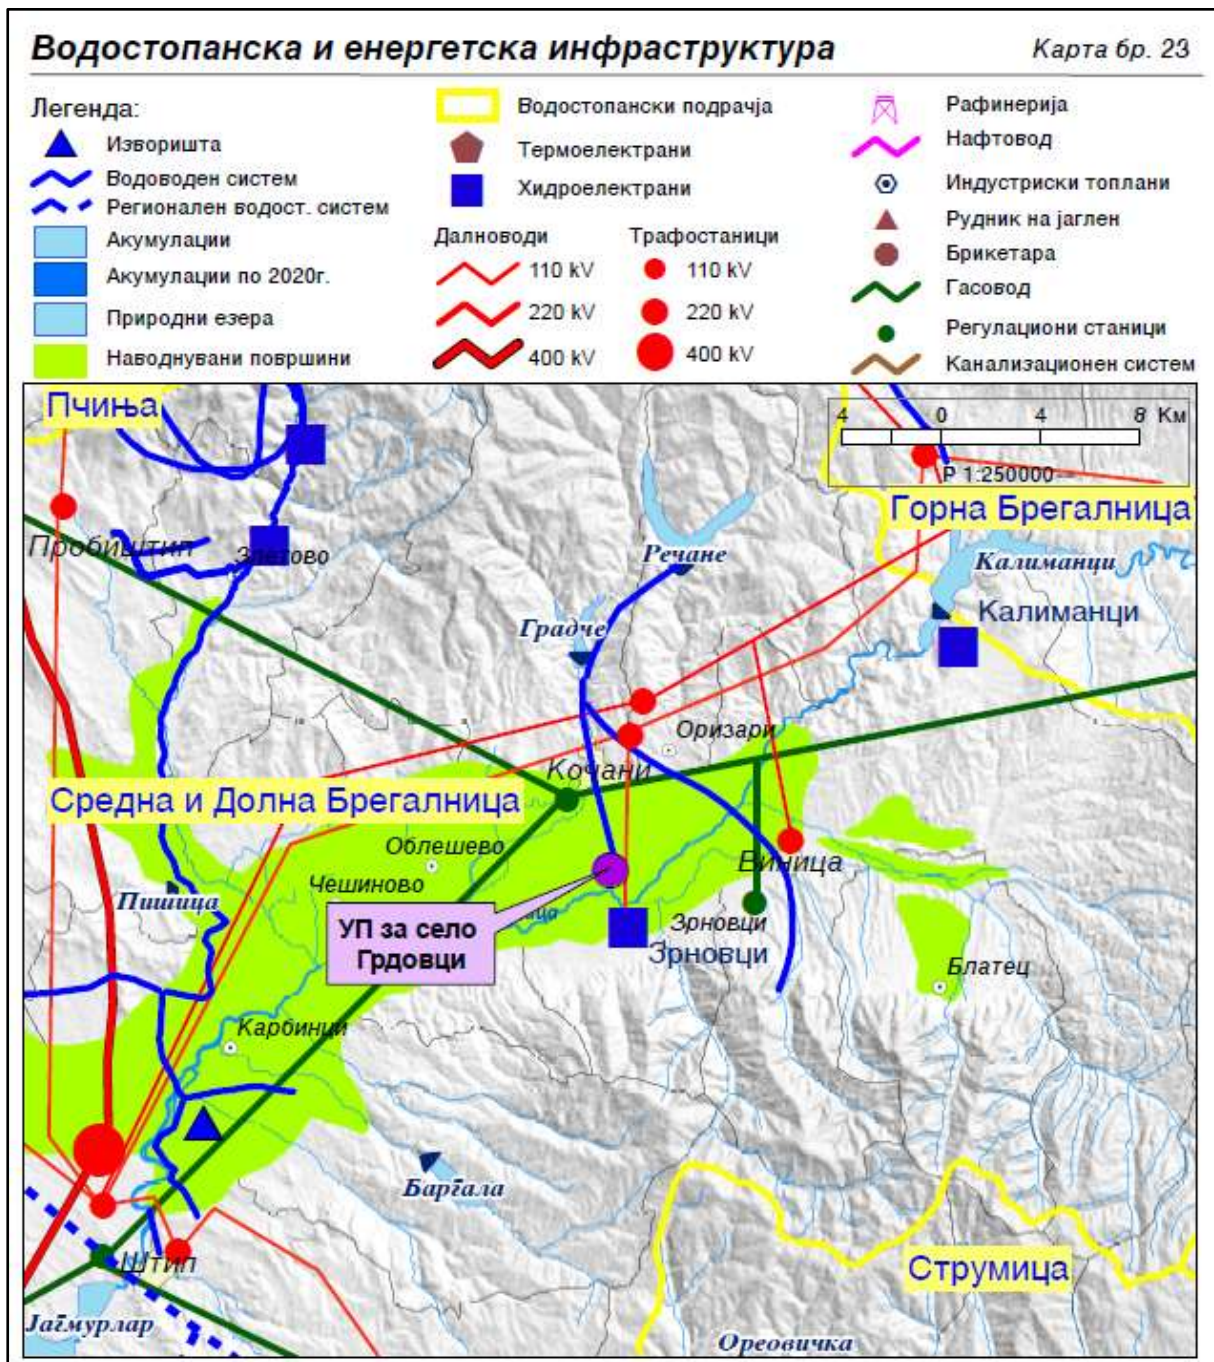 Водостопанска и енергетска инфраструктура
Карта бр. 23
Легенда:
Изворишта
Водоводен систем
Регионален водост. систем
Акумулации
Акумулации по 2020г.
Природни езера
Наводнувани површини
Водостопански подрачја
Термоелектрани
Хидроелектрани
Далноводи
Трафостаници
110 kV
110 kV
220 kV
220 kV
400 kV
400 kV
Рафинерија
Нафтовод
Индустриски топлани
Рудник на јаглен
Брикетара
Гасовод
Регулациони станици
Канализационен систем
Пчиња
4 0 4 8 Км
Р 1:250000
Горна Брегалница
Пробиштип
Злетово
Речане
Калиманци
Калиманци
Градче
Оризари
Кочани
Средна и Долна Брегалница
Облешево
Виница
Чешиново
Пишица
УП за село
Грдовци
Зрновци
Зрновци
Блатец
Карбинци
Барѓала
Штип
Струмица
Јаѓмурлар
Ореовичка